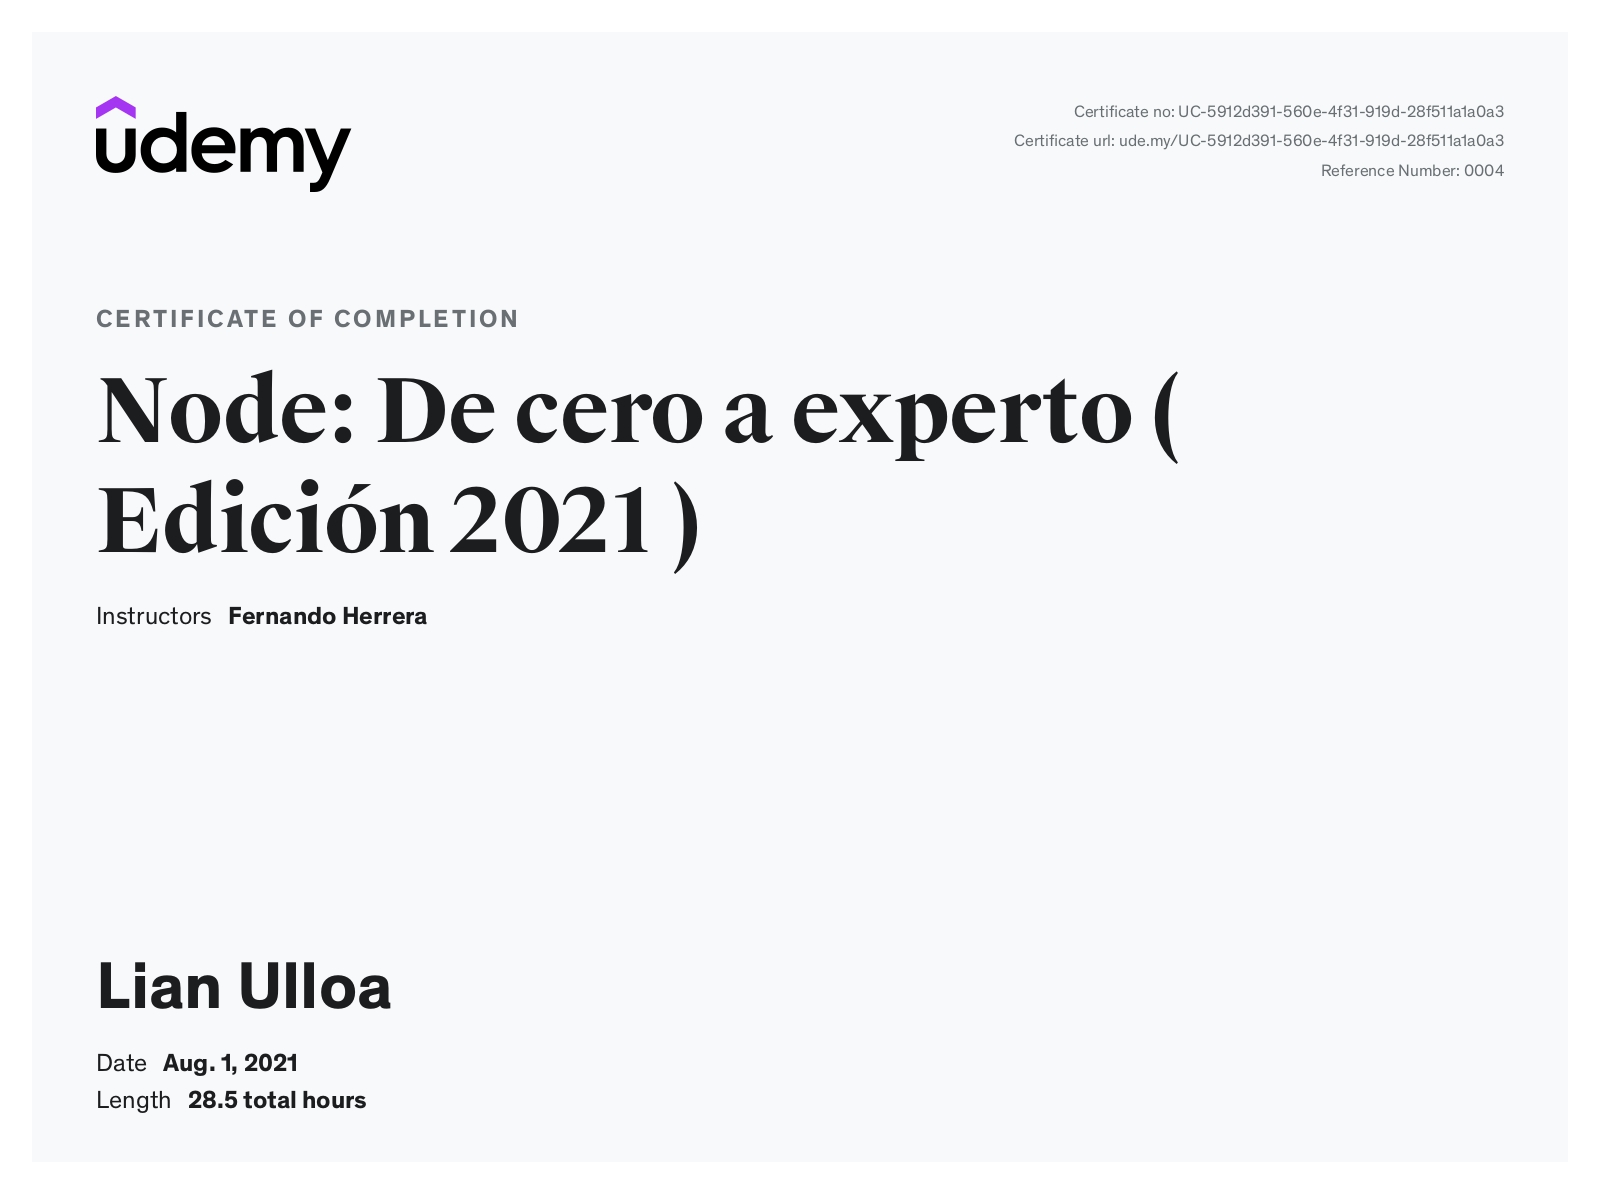 udemy
Certificate no: UC-5912d391-560e-4f31-919d-28f511a1a0a3
Certificate url: ude.my/UC-5912d391-560e-4f31-919d-28f511a1a0a3
Reference Number: 0004
CERTIFICATE OF COMPLETION
Node: De cero a experto (
Edición 2021 )
Instructors Fernando Herrera
Lian Ulloa
Date Aug. 1, 2021
Length 28.5 total hours